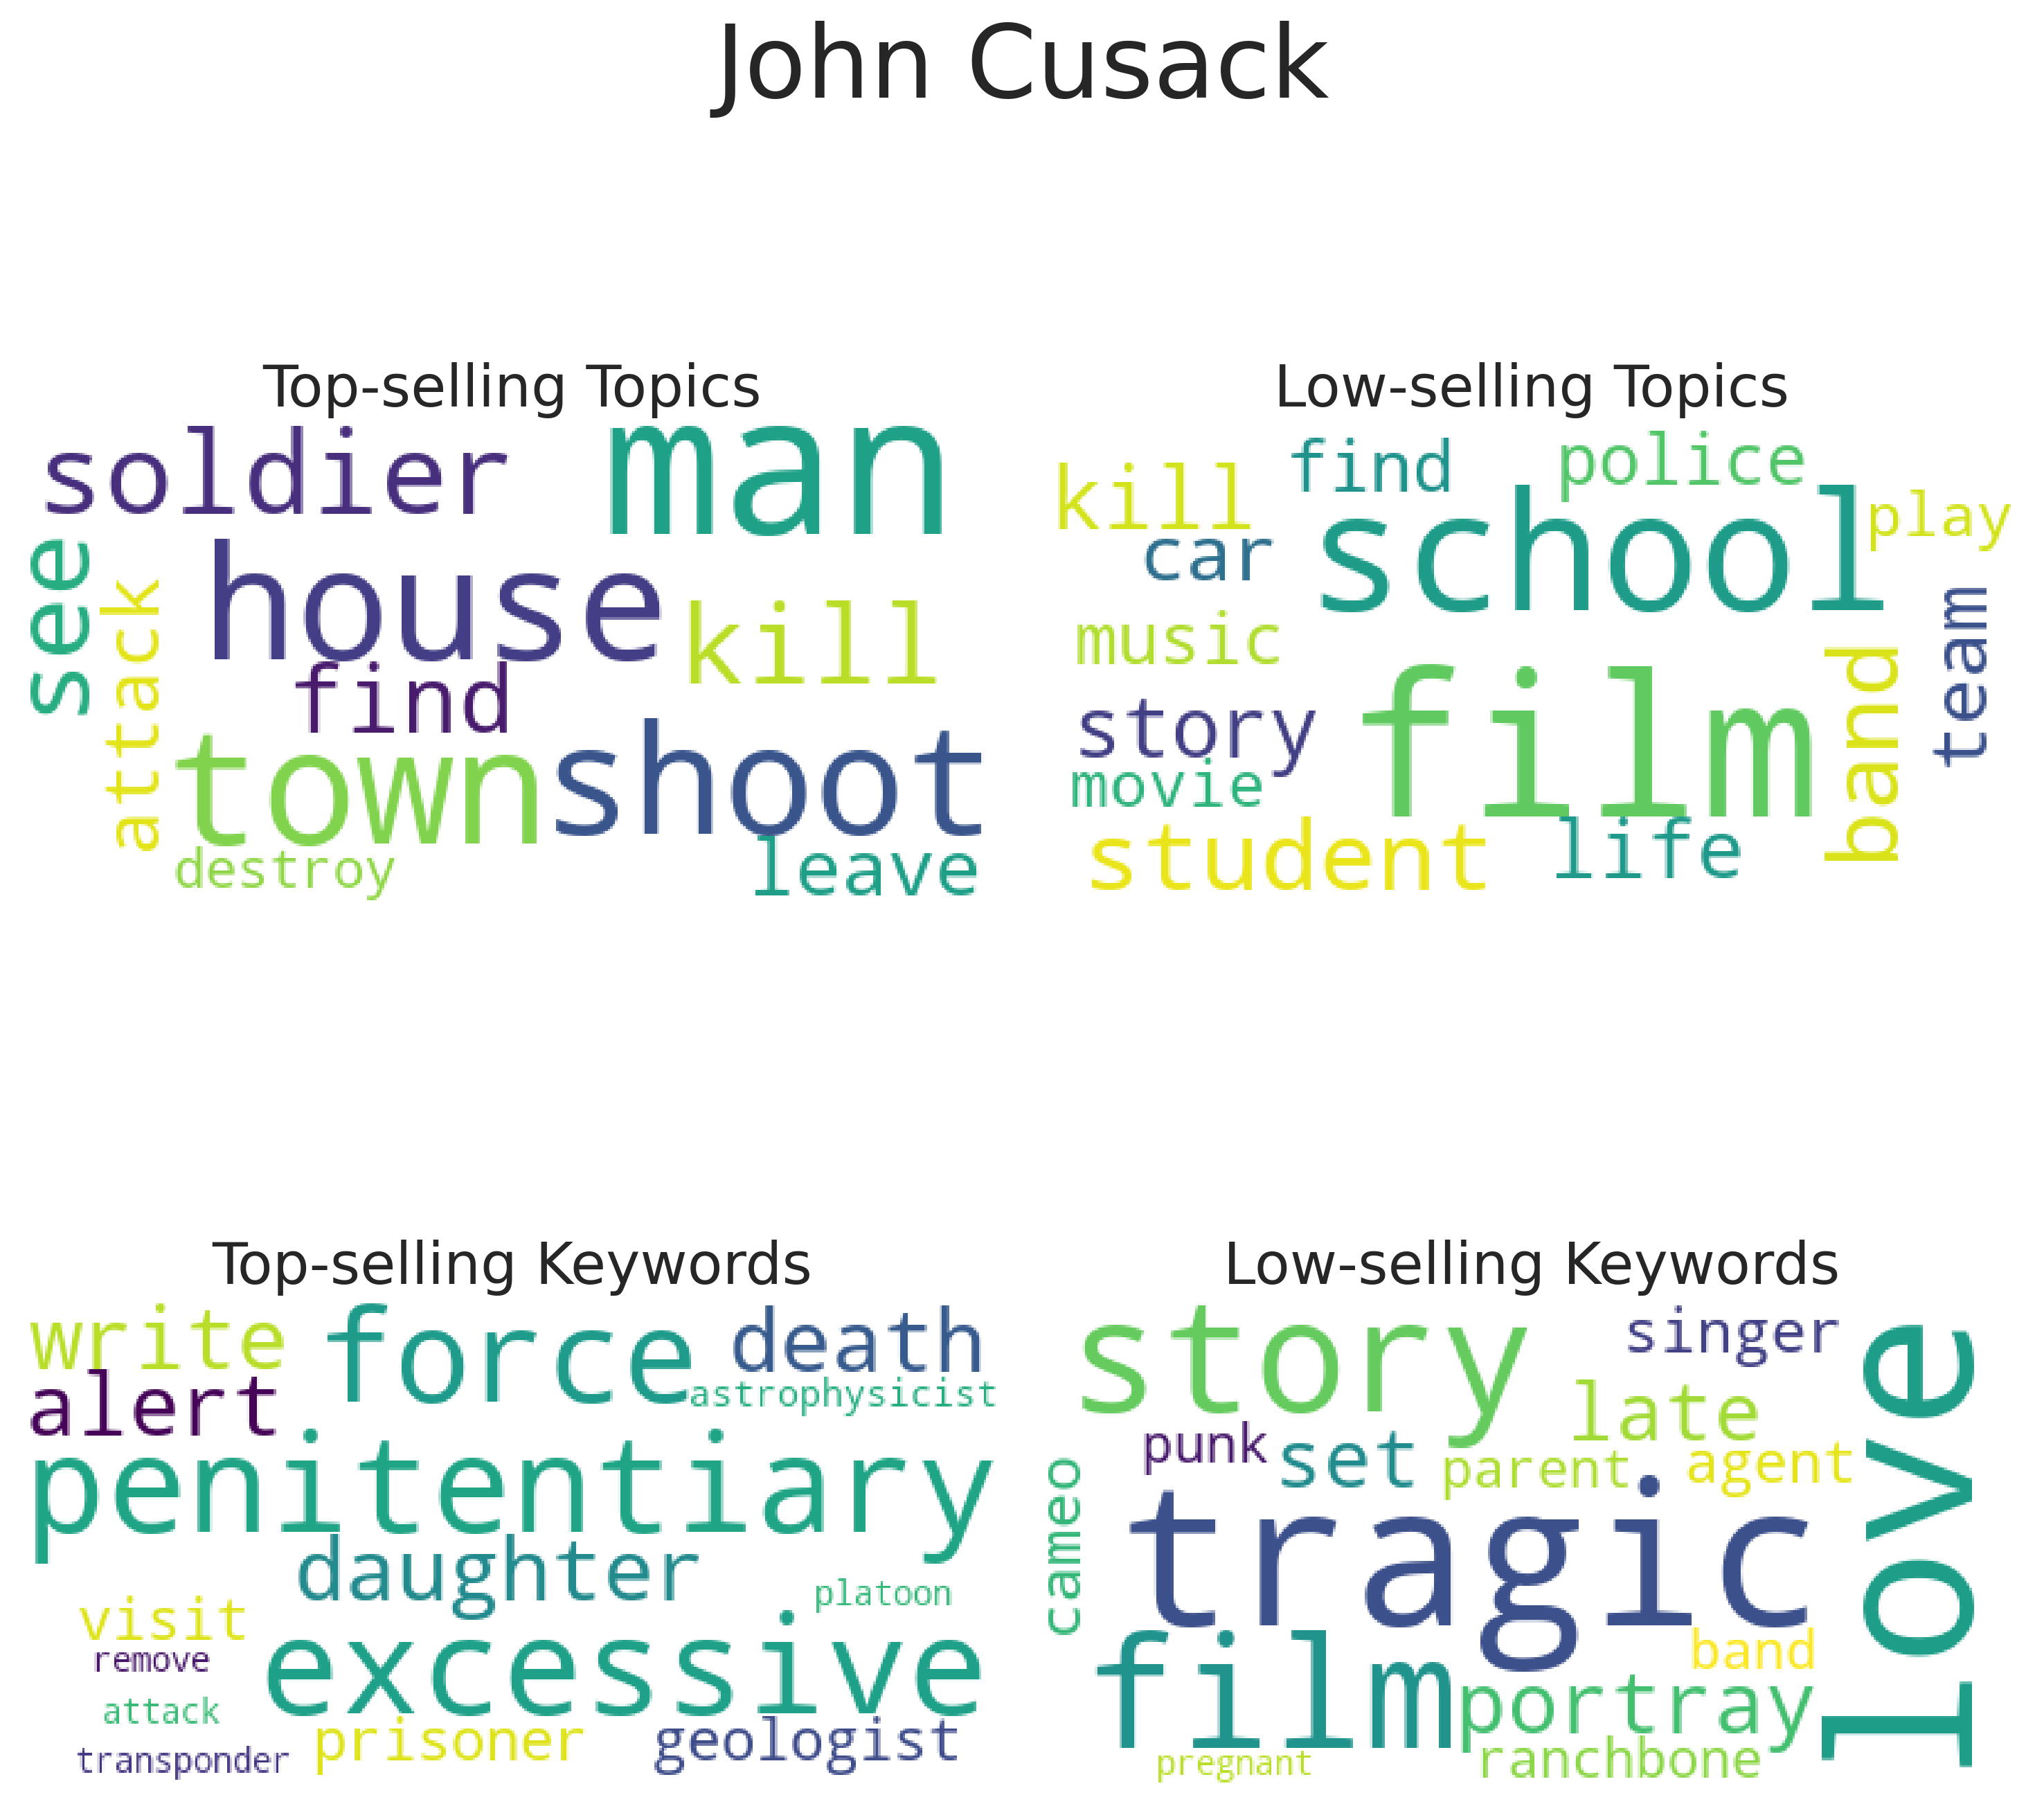 John Cusack
Top-selling Topics
soldier
man
see
attack
house
kill
find
town
shoot
destroy
leave
Low-selling Topics
kill
find
police
play
car
school
music
team
story
film
band
movie
student
life
Top-selling Keywords
write
force
death
alert
astrophysicist
penitentiary
daughter
platoon
visit
remove
excessive
attack
prisoner
geologist
transponder
Low-selling Keywords
story
singer
late
love
punk
set
parent
agent
cameo
tragic
film
band
portray
pregnant
ranchbone